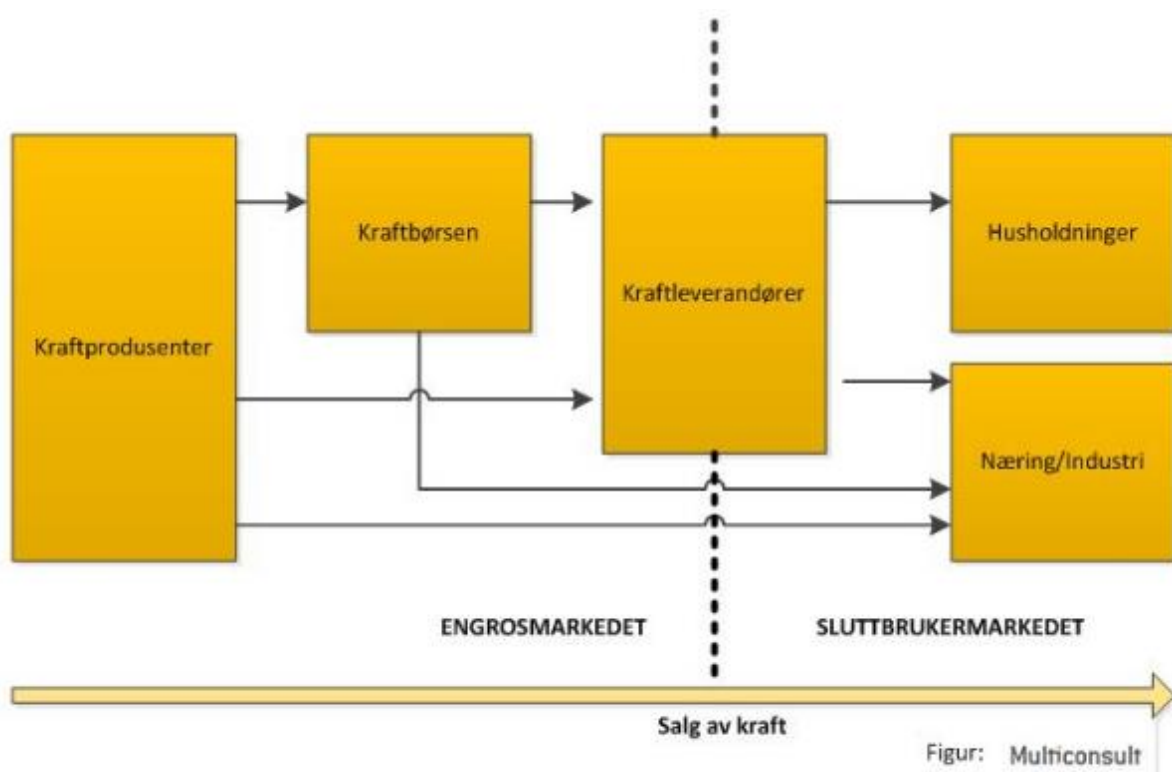 Kraftprodusenter
Kraftbørsen
Kraftleverandører
Husholdninger
Næring/Industri
ENGROSMARKEDET
SLUTTBRUKERMARKEDET
Salg av kraft
Figur: Multiconsult